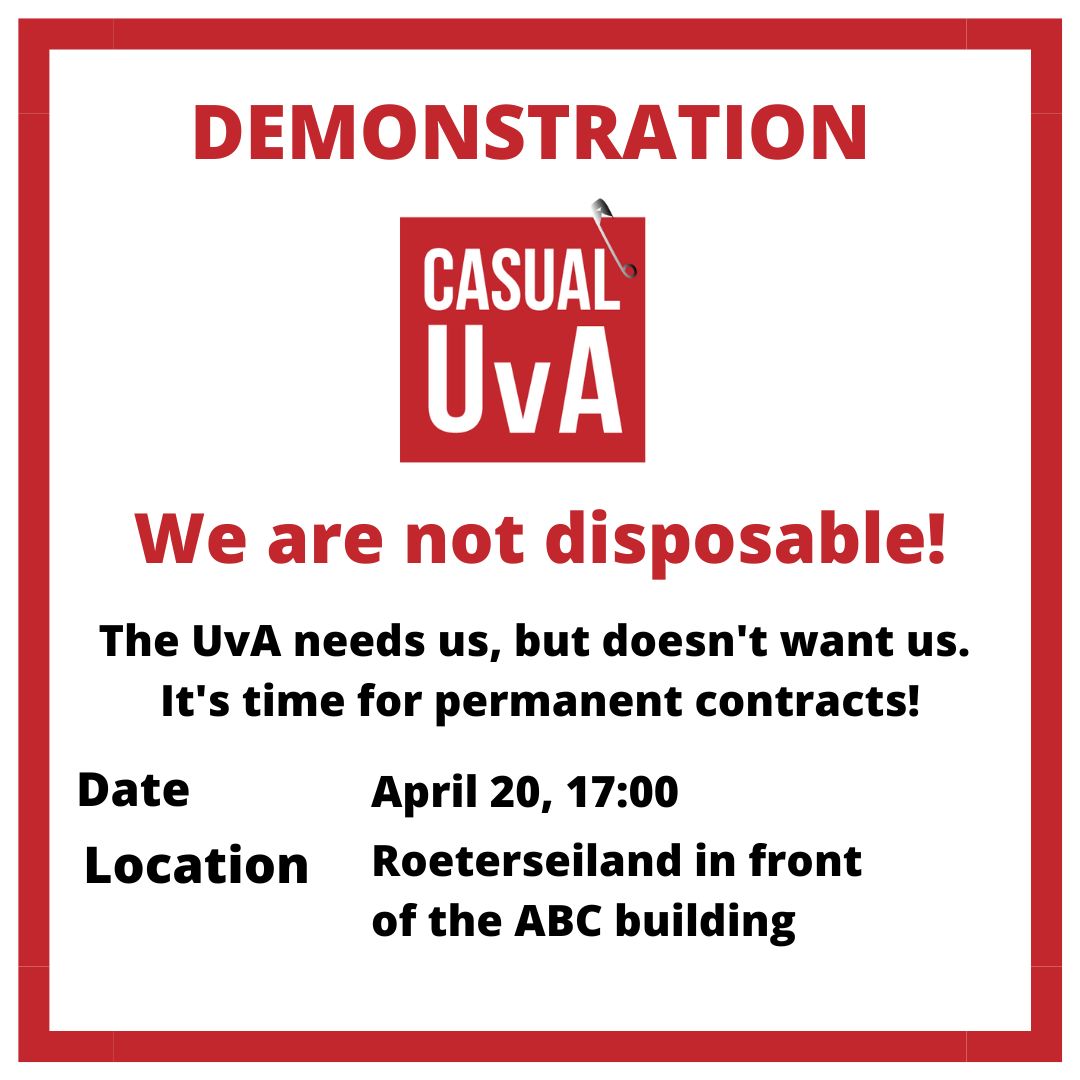 DEMONSTRATION
CASUAL
UvA
We are not disposable!
The UvA needs us, but doesn't want us.
It's time for permanent contracts!
Date April 20, 17:00
Location Roeterseiland in front
of the ABC building